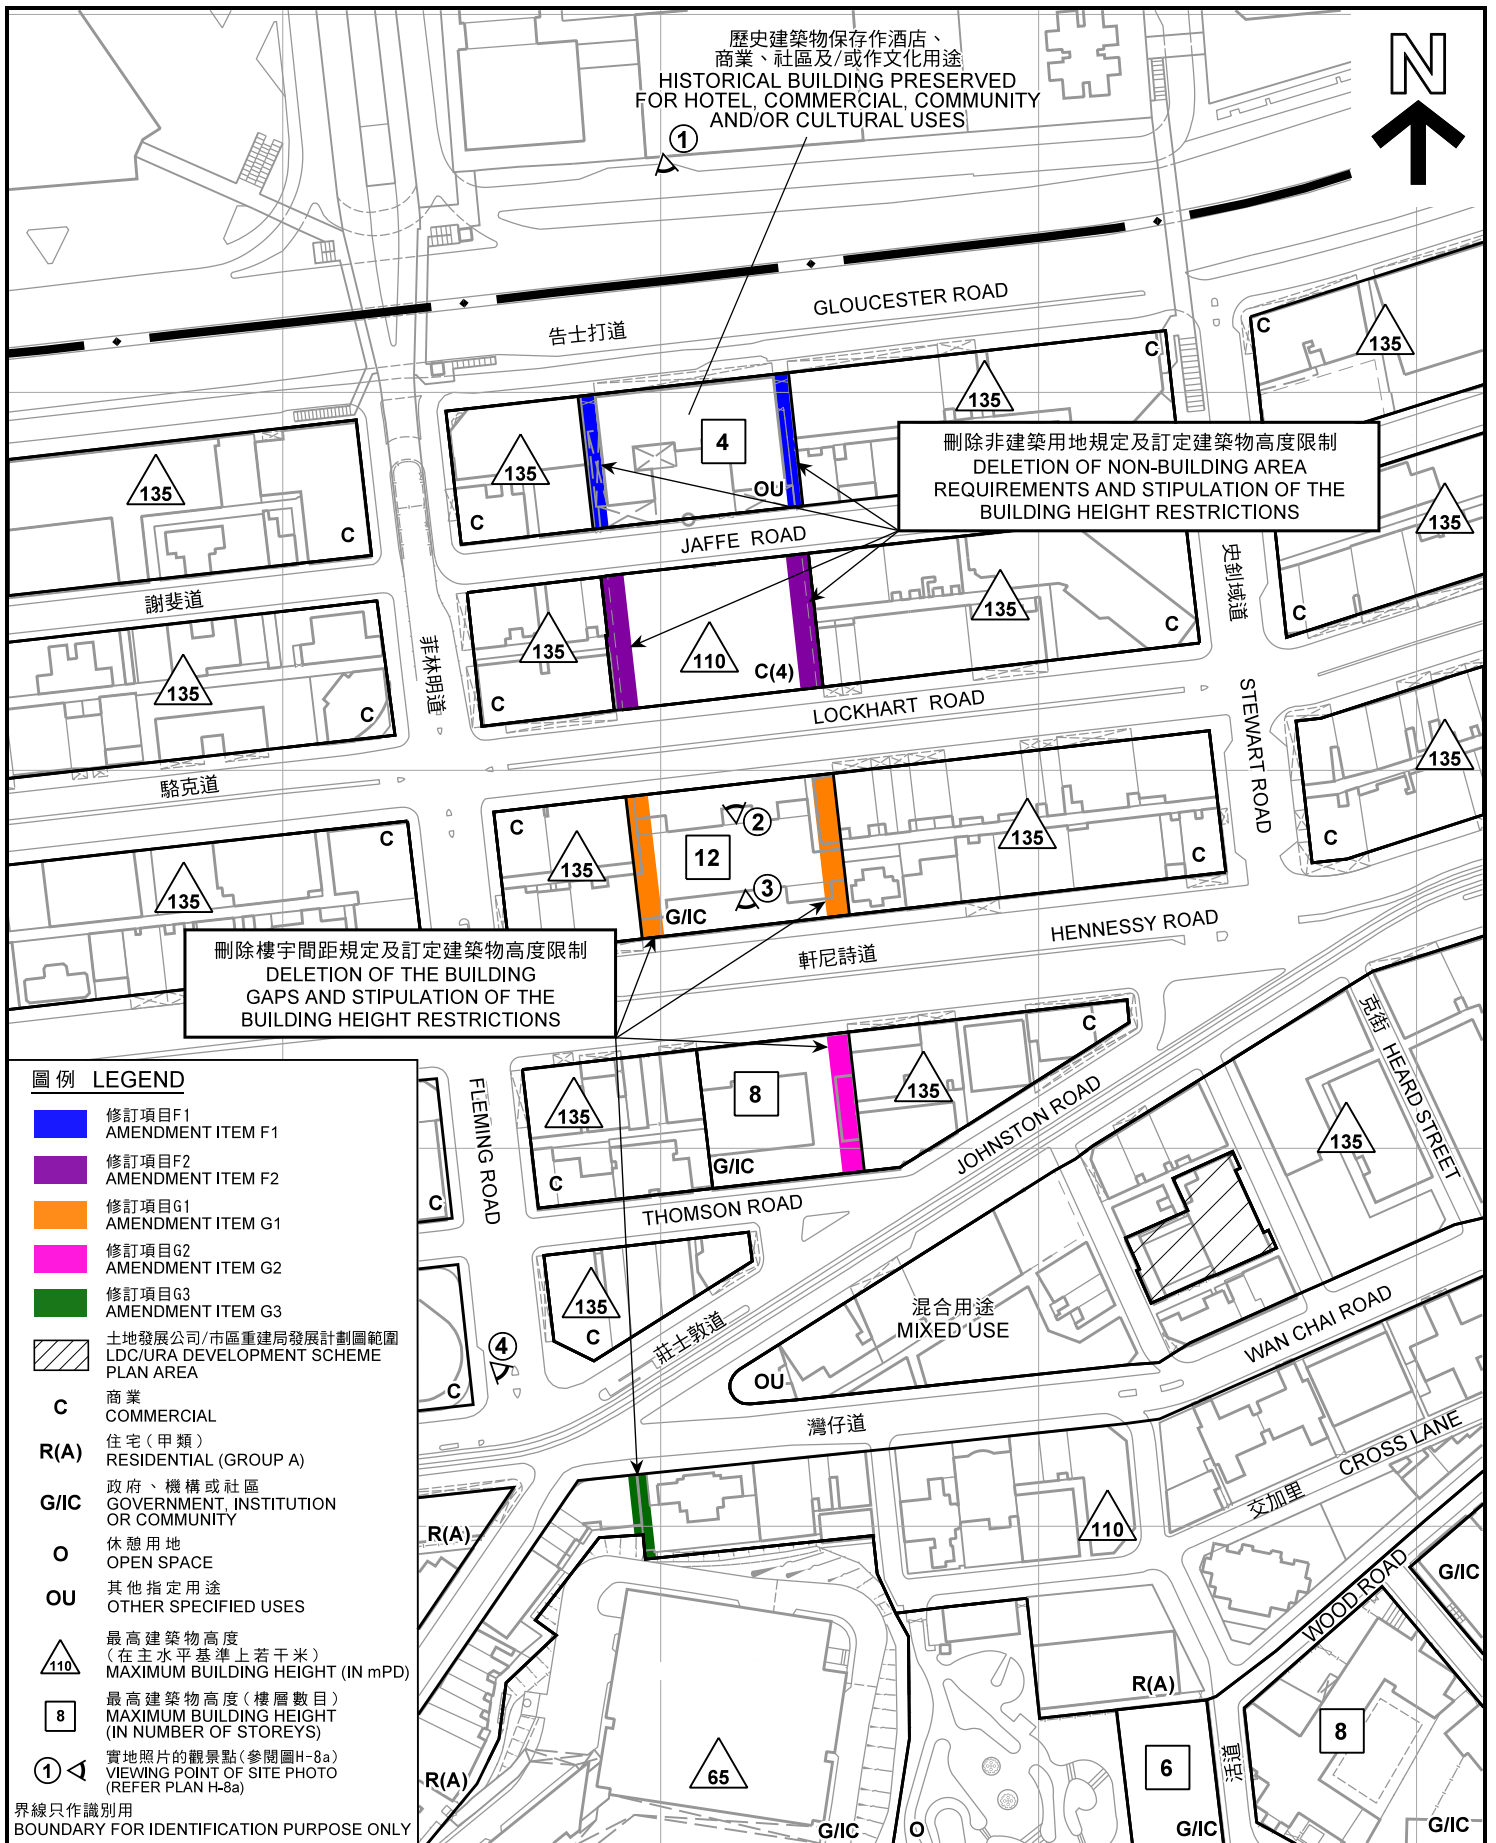 歷史建築物保存作酒店、
商業、社區及/或作文化用途
HISTORICAL BUILDING PRESERVED
FOR HOTEL, COMMERCIAL, COMMUNITY
AND/OR CULTURAL USES
N
1
告士打道
GLOUCESTER ROAD
C
135
C
135
135
135
4
OU
C
C
135
刪除非建築用地規定及訂定建築物高度限制
DELETION OF NON-BUILDING AREA
REQUIREMENTS AND STIPULATION OF THE
BUILDING HEIGHT RESTRICTIONS
135
C
JAFFE ROAD
謝斐道
史釗域道
菲林明道
135
135
C
110
C(4)
135
C
C
LOCKHART ROAD
駱克道
STEWART ROAD
135
C
C
135
C
135
12
2
3
G/IC
135
C
135
C
HENNESSY ROAD
軒尼詩道
刪除樓宇間距規定及訂定建築物高度限制
DELETION OF THE BUILDING
GAPS AND STIPULATION OF THE
BUILDING HEIGHT RESTRICTIONS
克街 HEARD STREET
135
C
8
G/IC
135
C
135
FLEMING ROAD
THOMSON ROAD
JOHNSTON ROAD
莊士敦道
135
C
4
C
C
混合用途
MIXED USE
OU
WAN CHAI ROAD
灣仔道
CROSS LANE
交加里
110
R(A)
WOOD ROAD
G/IC
R(A)
8
6
活道
65
R(A)
G/IC
O
G/IC
G/IC
圖例 LEGEND
修訂項目F1
AMENDMENT ITEM F1
修訂項目F2
AMENDMENT ITEM F2
修訂項目G1
AMENDMENT ITEM G1
修訂項目G2
AMENDMENT ITEM G2
修訂項目G3
AMENDMENT ITEM G3
土地發展公司/市區重建局發展計劃圖範圍
LDC/URA DEVELOPMENT SCHEME
PLAN AREA
C 商業
COMMERCIAL
R(A) 住宅（甲類）
RESIDENTIAL (GROUP A)
G/IC 政府、機構或社區
GOVERNMENT, INSTITUTION
OR COMMUNITY
O 休憩用地
OPEN SPACE
OU 其他指定用途
OTHER SPECIFIED USES
110 最高建築物高度
（在主水平基準上若干米）
MAXIMUM BUILDING HEIGHT (IN mPD)
8 最高建築物高度（樓層數目）
MAXIMUM BUILDING HEIGHT
(IN NUMBER OF STOREYS)
1 實地照片的觀景點(參閱圖H-8a)
VIEWING POINT OF SITE PHOTO
(REFER PLAN H-8a)
界線只作識別用
BOUNDARY FOR IDENTIFICATION PURPOSE ONLY